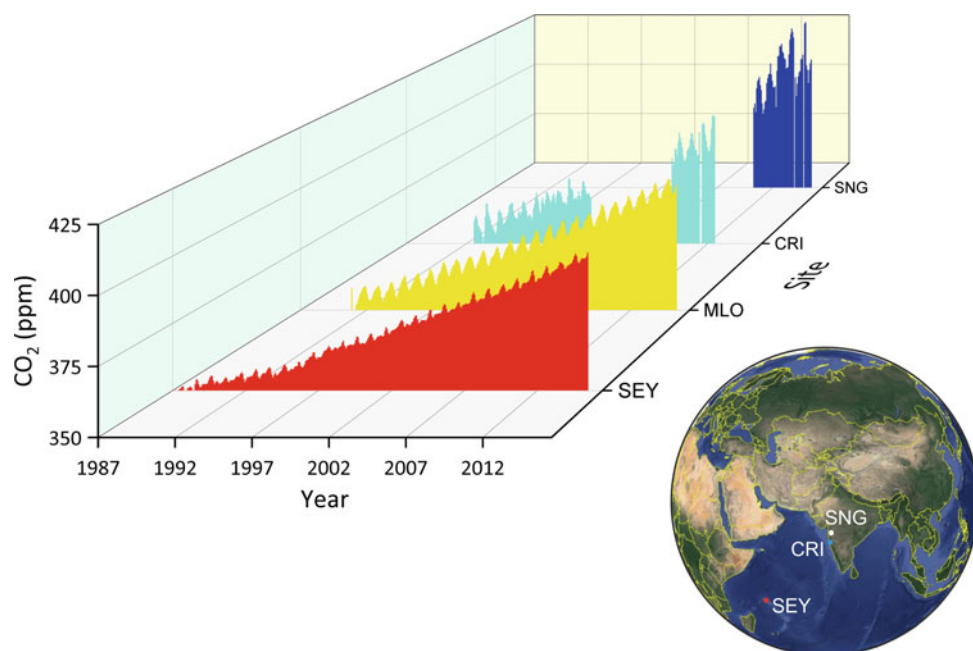 425
400
375
350
CO₂ (ppm)
1987 1992 1997 2002 2007 2012
Year
SEY
MLO
CRI
SNG
Site
SNG
CRI
SEY